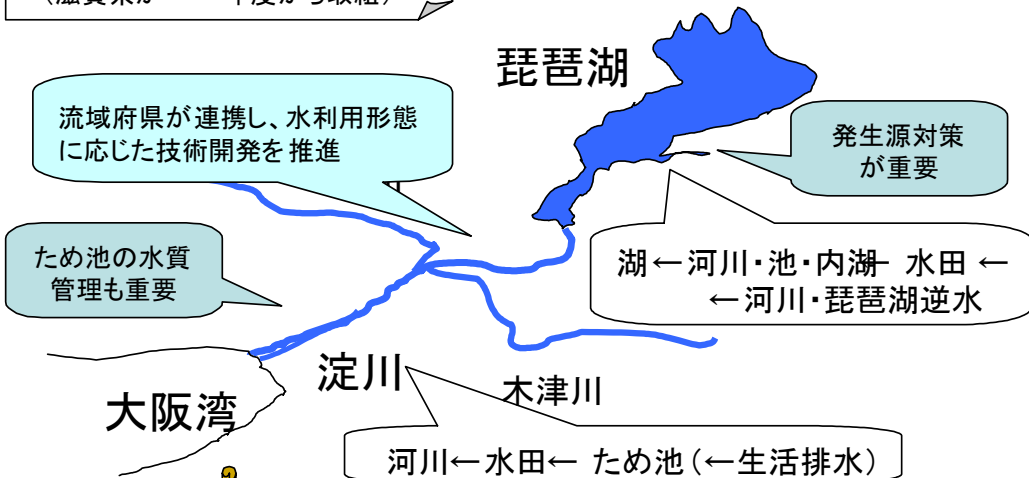 琵琶湖
流域府県が連携し、水利用形態
に応じた技術開発を推進
発生源対策
が重要
ため池の水質
管理も重要
湖←河川・池・内湖← 水田 ←
←河川・琵琶湖逆水
淀川
木津川
大阪湾
河川←水田← ため池(←生活排水)